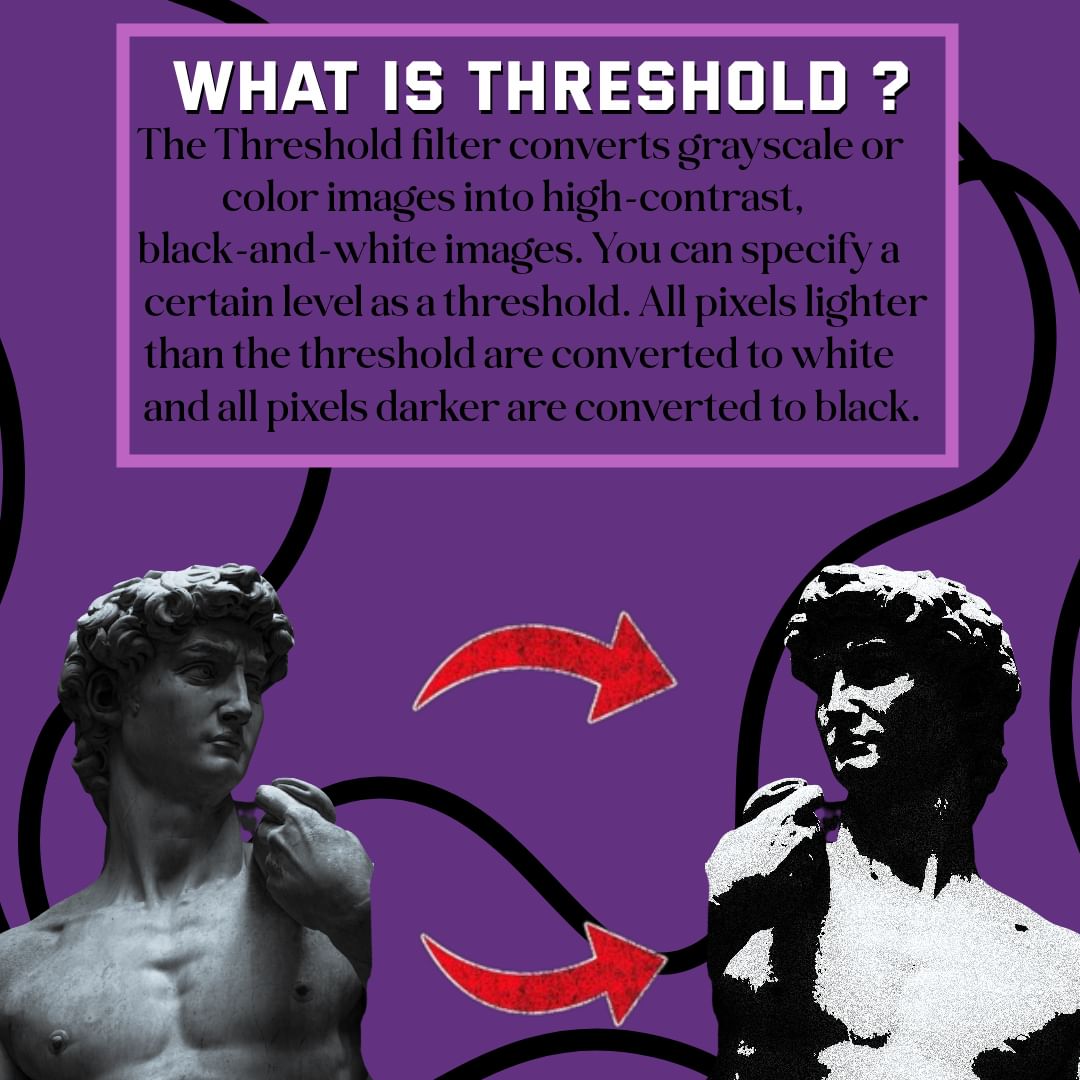 WHAT IS THRESHOLD ?
The Threshold filter converts grayscale or
color images into high-contrast,
black-and-white images. You can specify a
certain level as a threshold. All pixels lighter
than the threshold are converted to white
and all pixels darker are converted to black.